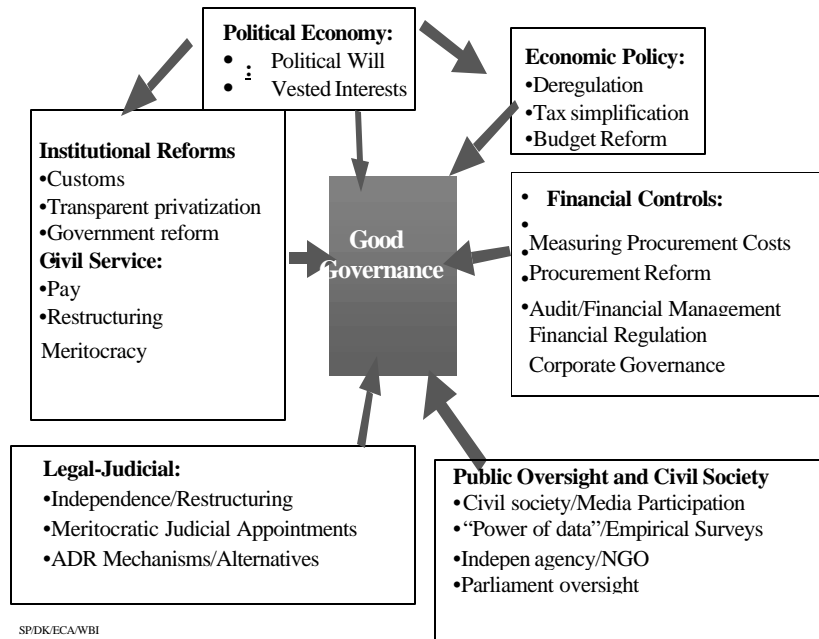 Political Economy:
• : Political Will
• Vested Interests
Economic Policy:
•Deregulation
•Tax simplification
•Budget Reform
Institutional Reforms
•Customs
•Transparent privatization
•Government reform
Civil Service:
•Pay
•Restructuring
Meritocracy
Good
Governance
• Financial Controls:
•
• Measuring Procurement Costs
• Procurement Reform
• Audit/Financial Management
Financial Regulation
Corporate Governance
Legal-Judicial:
•Independence/Restructuring
•Meritocratic Judicial Appointments
•ADR Mechanisms/Alternatives
Public Oversight and Civil Society
•Civil society/Media Participation
•“Power of data”/Empirical Surveys
•Indepen agency/NGO
•Parliament oversight
SP/DK/ECA/WBI